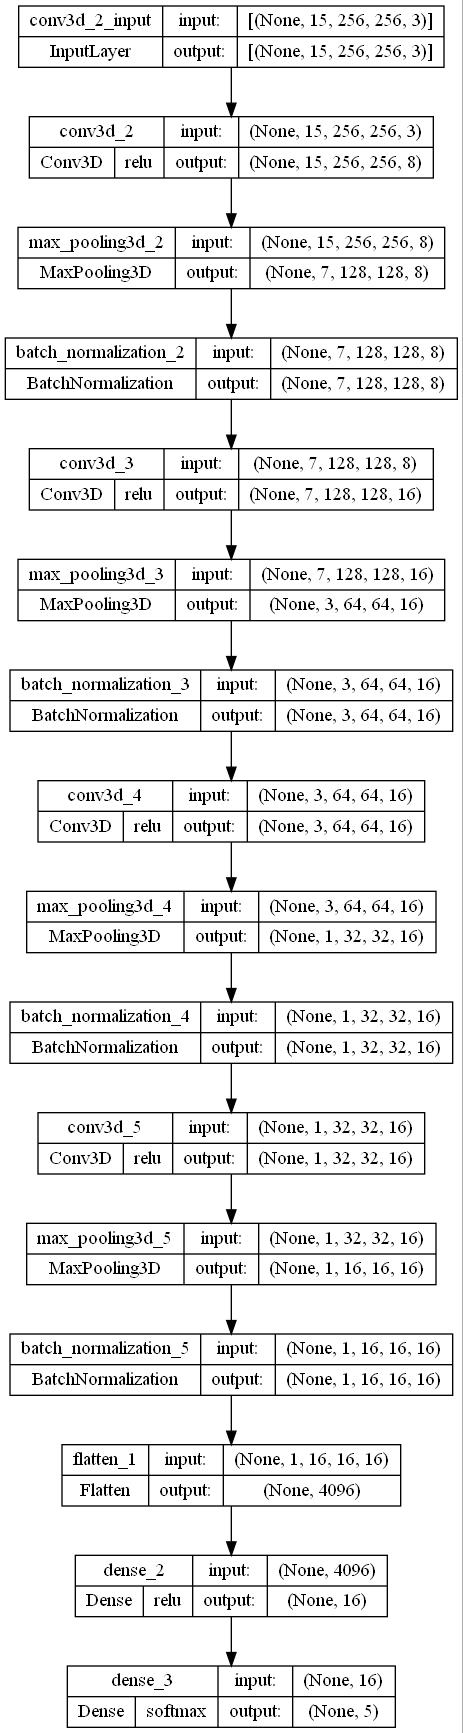 conv3d_2_input input: [(None, 15, 256, 256, 3)]
InputLayer output: [(None, 15, 256, 256, 3)]
conv3d_2 input: (None, 15, 256, 256, 3)
Conv3D relu output: (None, 15, 256, 256, 8)
max_pooling3d_2 input: (None, 15, 256, 256, 8)
MaxPooling3D output: (None, 7, 128, 128, 8)
batch_normalization_2 input: (None, 7, 128, 128, 8)
BatchNormalization output: (None, 7, 128, 128, 8)
conv3d_3 input: (None, 7, 128, 128, 8)
Conv3D relu output: (None, 7, 128, 128, 16)
max_pooling3d_3 input: (None, 7, 128, 128, 16)
MaxPooling3D output: (None, 3, 64, 64, 16)
batch_normalization_3 input: (None, 3, 64, 64, 16)
BatchNormalization output: (None, 3, 64, 64, 16)
conv3d_4 input: (None, 3, 64, 64, 16)
Conv3D relu output: (None, 3, 64, 64, 16)
max_pooling3d_4 input: (None, 3, 64, 64, 16)
MaxPooling3D output: (None, 1, 32, 32, 16)
batch_normalization_4 input: (None, 1, 32, 32, 16)
BatchNormalization output: (None, 1, 32, 32, 16)
conv3d_5 input: (None, 1, 32, 32, 16)
Conv3D relu output: (None, 1, 32, 32, 16)
max_pooling3d_5 input: (None, 1, 32, 32, 16)
MaxPooling3D output: (None, 1, 16, 16, 16)
batch_normalization_5 input: (None, 1, 16, 16, 16)
BatchNormalization output: (None, 1, 16, 16, 16)
flatten_1 input: (None, 1, 16, 16, 16)
Flatten output: (None, 4096)
dense_2 input: (None, 4096)
Dense relu output: (None, 16)
dense_3 input: (None, 16)
Dense softmax output: (None, 5)